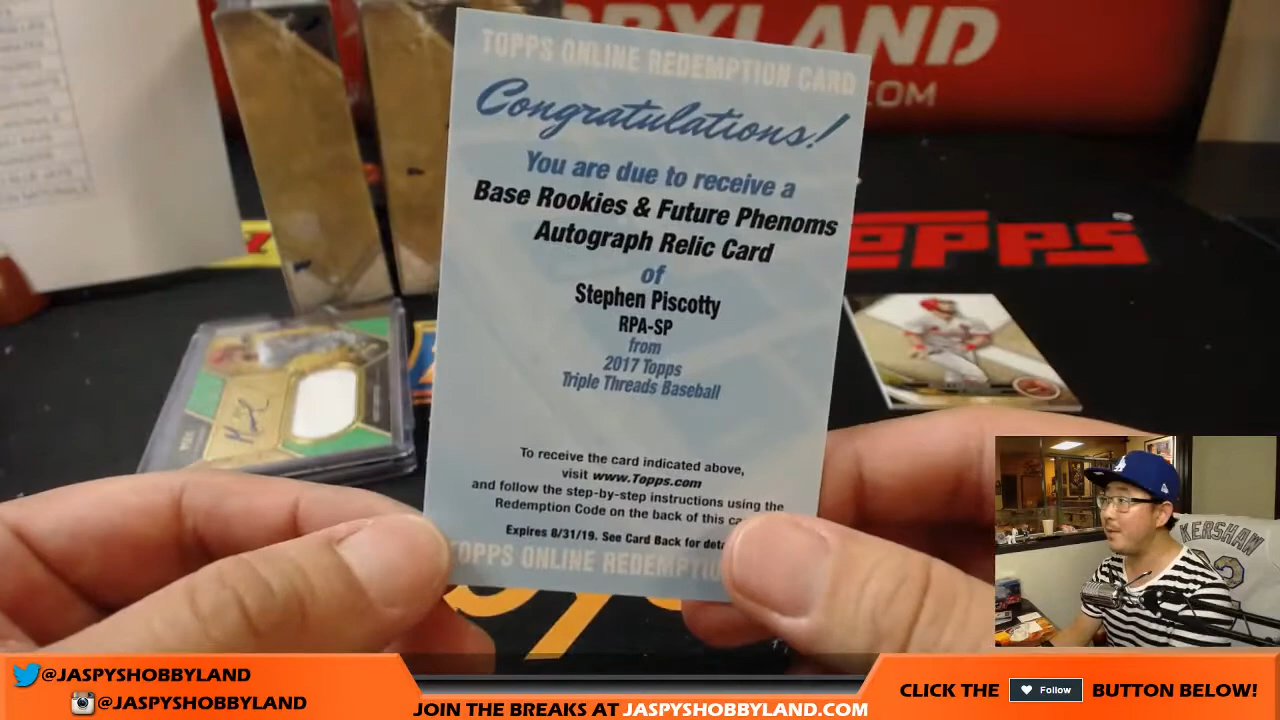 HOBBYLAND
.COM
TOPPS ONLINE REDEMPTION CARD
Congratulations!
You are due to receive a
Base Rookies & Future Phenoms
Autograph Relic Card
of
Stephen Piscotty
RPA-SP
from
2017 Topps
Triple Threads Baseball
To receive the card indicated above,
visit www.Topps.com
and follow the step-by-step instructions using the
Redemption Code on the back of this ca
Expires 8/31/19. See Card Back for deta
TOPPS ONLINE REDEMPTIO
TOPPS
KERSHAW
@JASPYSHOBBYLAND
@JASPYSHOBBYLAND
JOIN THE BREAKS AT JASPYSHOBBYLAND.COM
CLICK THE Follow BUTTON BELOW!